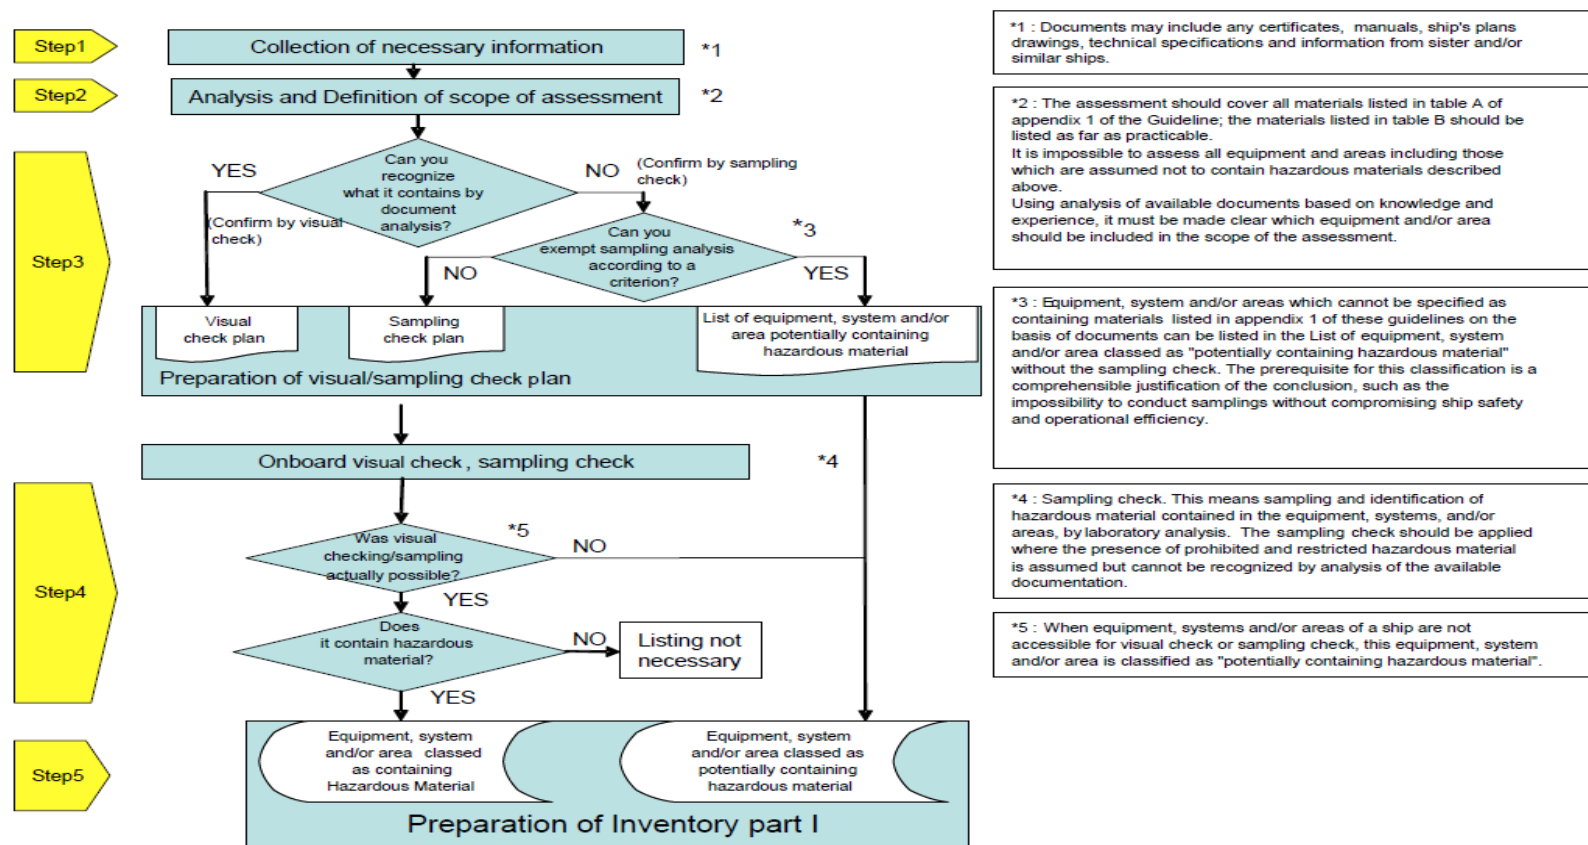 Step1
Collection of necessary information
*1
Step2
Analysis and Definition of scope of assessment
*2
Step3
YES
(Confirm by visual
check)
Can you
recognize
what it contains by
document
analysis?
NO
(Confirm by sampling
check)
*3
Can you
exempt sampling analysis
according to a
criterion?
NO
YES
Visual
check plan
Sampling
check plan
List of equipment, system and/or
area potentially containing
hazardous material
Preparation of visual/sampling check plan
Onboard visual check , sampling check
*4
Step4
*5
Was visual
checking/sampling
actually possible?
NO
YES
Does
it contain hazardous
material?
NO
Listing not
necessary
YES
Step5
Equipment, system
and/or area classed
as containing
Hazardous Material
Equipment, system
and/or area classed as
potentially containing
hazardous material
Preparation of Inventory part I
*1 : Documents may include any certificates, manuals, ship's plans
drawings, technical specifications and information from sister and/or
similar ships.
*2 : The assessment should cover all materials listed in table A of
appendix 1 of the Guideline; the materials listed in table B should be
listed as far as practicable.
It is impossible to assess all equipment and areas including those
which are assumed not to contain hazardous materials described
above.
Using analysis of available documents based on knowledge and
experience, it must be made clear which equipment and/or area
should be included in the scope of the assessment.
*3 : Equipment, system and/or areas which cannot be specified as
containing materials listed in appendix 1 of these guidelines on the
basis of documents can be listed in the List of equipment, system
and/or area classed as "potentially containing hazardous material"
without the sampling check. The prerequisite for this classification is a
comprehensible justification of the conclusion, such as the
impossibility to conduct samplings without compromising ship safety
and operational efficiency.
*4 : Sampling check. This means sampling and identification of
hazardous material contained in the equipment, systems, and/or
areas, by laboratory analysis. The sampling check should be applied
where the presence of prohibited and restricted hazardous material
is assumed but cannot be recognized by analysis of the available
documentation.
*5 : When equipment, systems and/or areas of a ship are not
accessible for visual check or sampling check, this equipment, system
and/or area is classified as "potentially containing hazardous material".